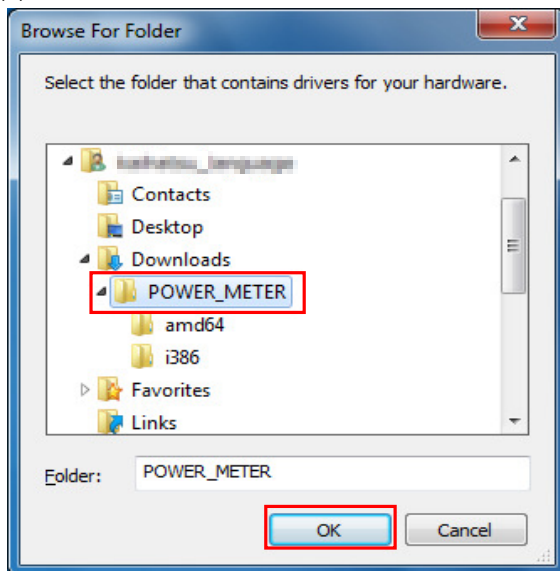 Browse For Folder
Select the folder that contains drivers for your hardware.
Contacts
Desktop
Downloads
POWER_METER
amd64
i386
Favorites
Links
Folder: POWER_METER
OK Cancel